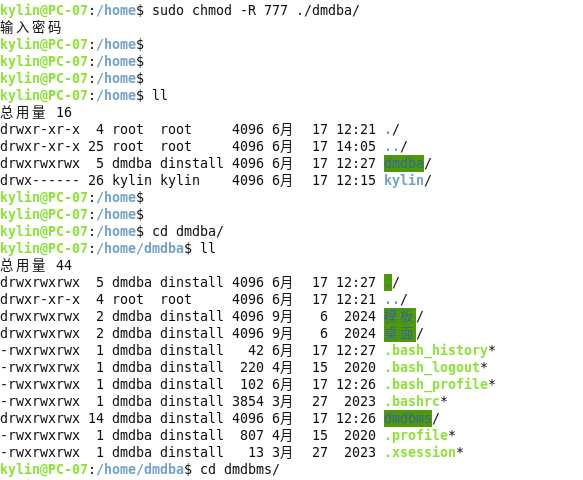 kylin@PC-07:/home$ sudo chmod -R 777 ./dmdba/
输入密码
kylin@PC-07:/home$
kylin@PC-07:/home$
kylin@PC-07:/home$
kylin@PC-07:/home$ ll
总用量 16
drwxr-xr-x  4 root  root     4096 6月  17 12:21 ./
drwxr-xr-x 25 root  root     4096 6月  17 14:05 ../
drwxrwxrwx  5 dmdba dinstall 4096 6月  17 12:27 dmdba/
drwx------ 26 kylin kylin    4096 6月  17 12:15 kylin/
kylin@PC-07:/home$
kylin@PC-07:/home$
kylin@PC-07:/home$ cd dmdba/
kylin@PC-07:/home/dmdba$ ll
总用量 44
drwxrwxrwx  5 dmdba dinstall 4096 6月  17 12:27 ./
drwxr-xr-x  4 root  root     4096 6月  17 12:21 ../
drwxrwxrwx  2 dmdba dinstall 4096 9月   6  2024 模板/
drwxrwxrwx  2 dmdba dinstall 4096 9月   6  2024 桌面/
-rwxrwxrwx  1 dmdba dinstall   42 6月  17 12:27 .bash_history*
-rwxrwxrwx  1 dmdba dinstall  220 4月  15  2020 .bash_logout*
-rwxrwxrwx  1 dmdba dinstall  102 6月  17 12:26 .bash_profile*
-rwxrwxrwx  1 dmdba dinstall 3854 3月  27  2023 .bashrc*
drwxrwxrwx 14 dmdba dinstall 4096 6月  17 12:26 dmdbms/
-rwxrwxrwx  1 dmdba dinstall  807 4月  15  2020 .profile*
-rwxrwxrwx  1 dmdba dinstall   13 3月  27  2023 .xsession*
kylin@PC-07:/home/dmdba$ cd dmdbms/